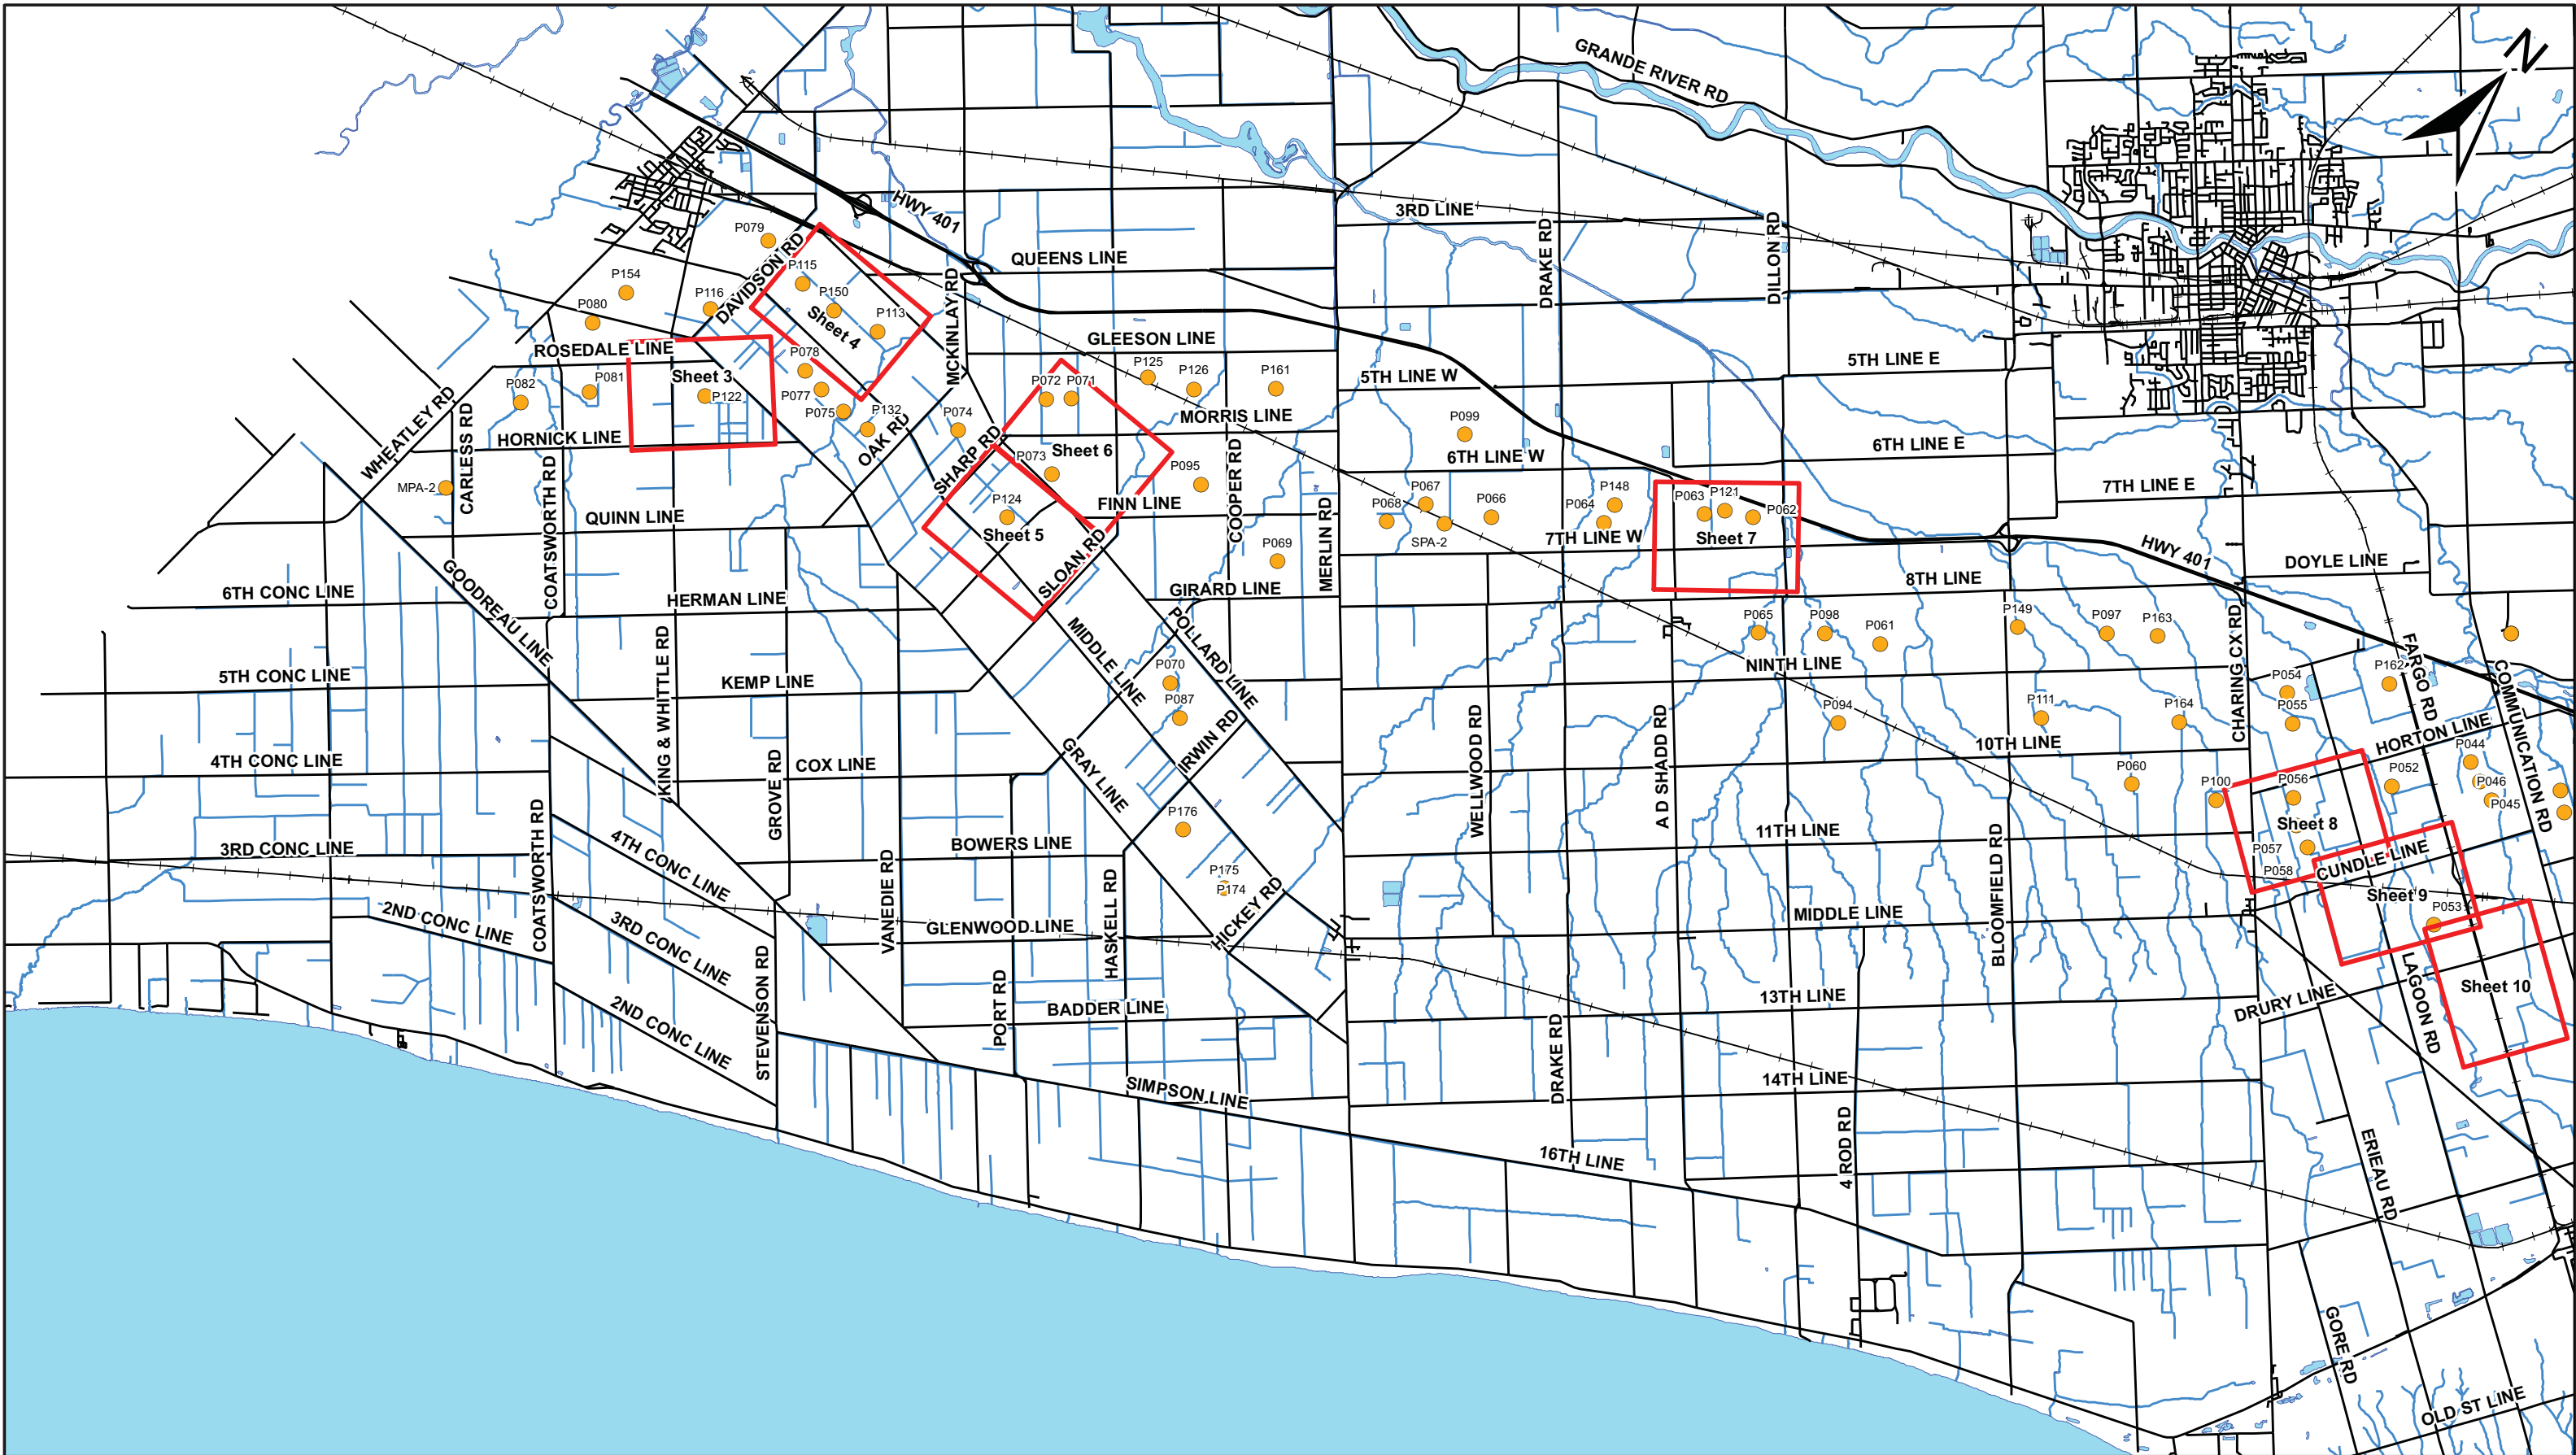 N
GRANDE RIVER RD
HWY 401
3RD LINE
DRAKE RD
DILLON RD
P079
DAVIDSON RD
P115
QUEENS LINE
P154
P116
P150
P080
P113
Sheet 4
MCKINLAY RD
GLEESON LINE
ROSEDALE LINE
P078
5TH LINE E
P082
P081
Sheet 3
P122
P077
P075
P132
P074
P072
P071
P125
P126
P161
5TH LINE W
MORRIS LINE
P099
WHEATLEY RD
CARLESS RD
HORNICK LINE
OAK RD
SHARP RD
P073
Sheet 6
P095
COOPER RD
6TH LINE W
6TH LINE E
MPA-2
COATSWORTH RD
QUINN LINE
P124
Sheet 5
FINN LINE
MERLIN RD
P068
P067
P066
SPA-2
P064
P148
7TH LINE W
P063
P121
P062
Sheet 7
7TH LINE E
HWY 401
DOYLE LINE
SLOAN RD
P069
GIRARD LINE
8TH LINE
6TH CONC LINE
GOODREAU LINE
HERMAN LINE
MIDDLE LINE
POLLARD LINE
P065
P098
P061
P149
P097
P163
CHARING CX RD
FARGO RD
COMMUNICATION RD
5TH CONC LINE
KING & WHITTLE RD
KEMP LINE
P070
P087
NINTH LINE
P054
P162
P055
P094
P111
P164
HORTON LINE
P044
4TH CONC LINE
GROVE RD
COX LINE
GRAY LINE
IRWIN RD
WELLWOOD RD
A D SHADD RD
10TH LINE
P060
P100
P056
P052
P046
P045
P176
11TH LINE
BLOOMFIELD RD
Sheet 8
P057
P058
CUNDLE LINE
3RD CONC LINE
COATSWORTH RD
4TH CONC LINE
VANEDIE RD
BOWERS LINE
HASKELL RD
P175
P174
HICKEY RD
Sheet 9
P053
2ND CONC LINE
3RD CONC LINE
GLENWOOD LINE
MIDDLE LINE
LAGOON RD
Sheet 10
2ND CONC LINE
STEVENSON RD
PORT RD
BADDER LINE
DRAKE RD
13TH LINE
DRURY LINE
SIMPSON LINE
14TH LINE
16TH LINE
4 ROD RD
ERIEAU RD
GORE RD
OLD ST LINE